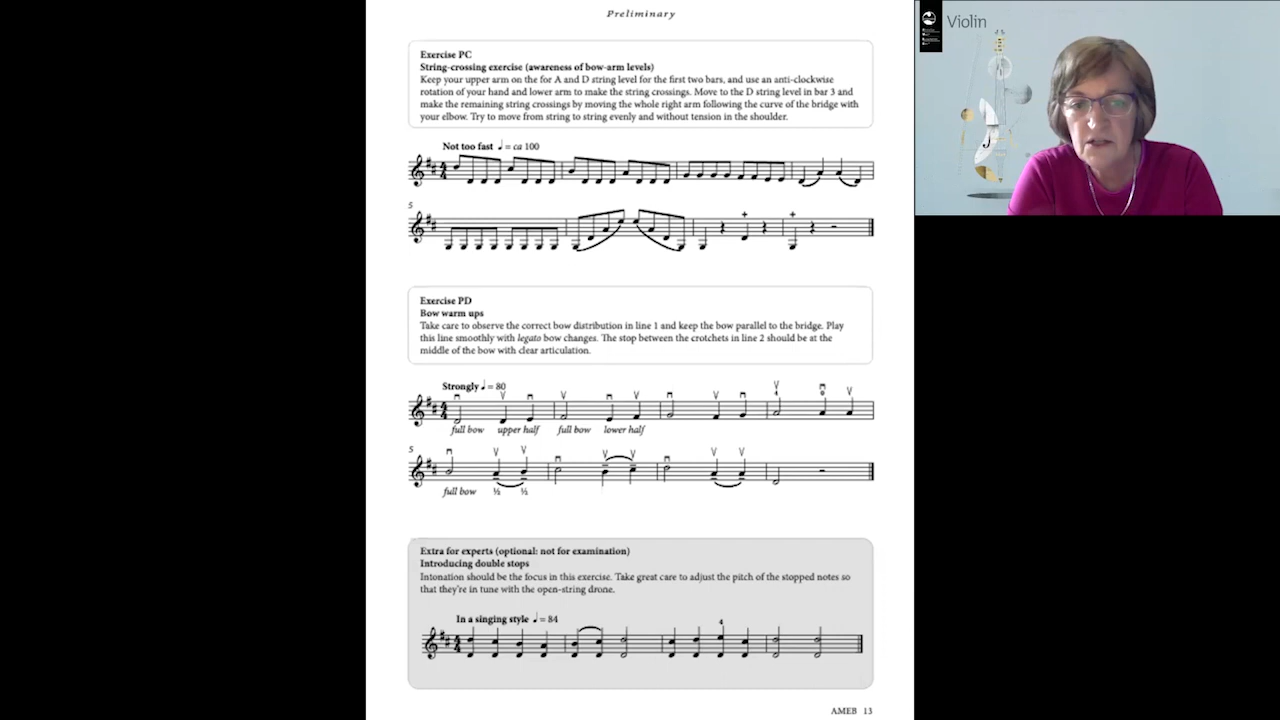 Preliminary
Violin
Exercise PC
String-crossing exercise (awareness of bow-arm levels)
Keep your upper arm on the for A and D string level for the first two bars, and use an anti-clockwise
rotation of your hand and lower arm to make the string crossings. Move to the D string level in bar 3 and
make the remaining string crossings by moving the whole right arm following the curve of the bridge with
your elbow. Try to move from string to string evenly and without tension in the shoulder.
Not too fast ♩ = ca 100
5
Exercise PD
Bow warm ups
Take care to observe the correct bow distribution in line 1 and keep the bow parallel to the bridge. Play
this line smoothly with legato bow changes. The stop between the crotchets in line 2 should be at the
middle of the bow with clear articulation.
Strongly ♩ = 80
4 0
full bow upper half full bow lower half
5
full bow ½ ½
Extra for experts (optional: not for examination)
Introducing double stops
Intonation should be the focus in this exercise. Take great care to adjust the pitch of the stopped notes so
that they're in tune with the open-string drone.
In a singing style ♩ = 84
4
AMEB 13